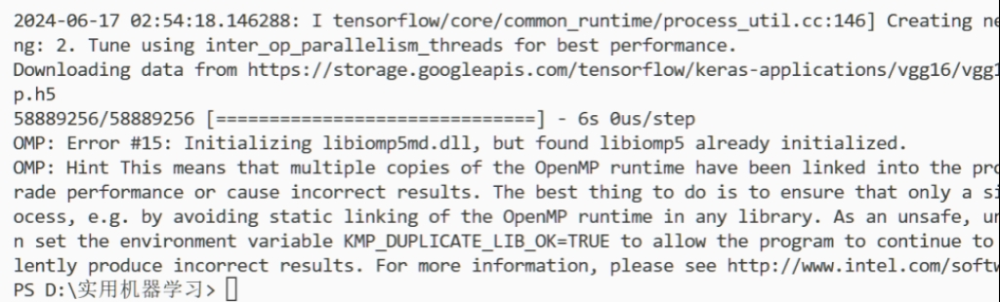 2024-06-17 02:54:18.146288: I tensorflow/core/common_runtime/process_util.cc:146] Creating ne
ng: 2. Tune using inter_op_parallelism_threads for best performance.
Downloading data from https://storage.googleapis.com/tensorflow/keras-applications/vgg16/vgg1
p.h5
58889256/58889256 [==============================] - 6s 0us/step
OMP: Error #15: Initializing libiomp5md.dll, but found libiomp5 already initialized.
OMP: Hint This means that multiple copies of the OpenMP runtime have been linked into the pro
rade performance or cause incorrect results. The best thing to do is to ensure that only a si
ocess, e.g. by avoiding static linking of the OpenMP runtime in any library. As an unsafe, un
n set the environment variable KMP_DUPLICATE_LIB_OK=TRUE to allow the program to continue to
lently produce incorrect results. For more information, please see http://www.intel.com/softw
PS D:\实用机器学习>